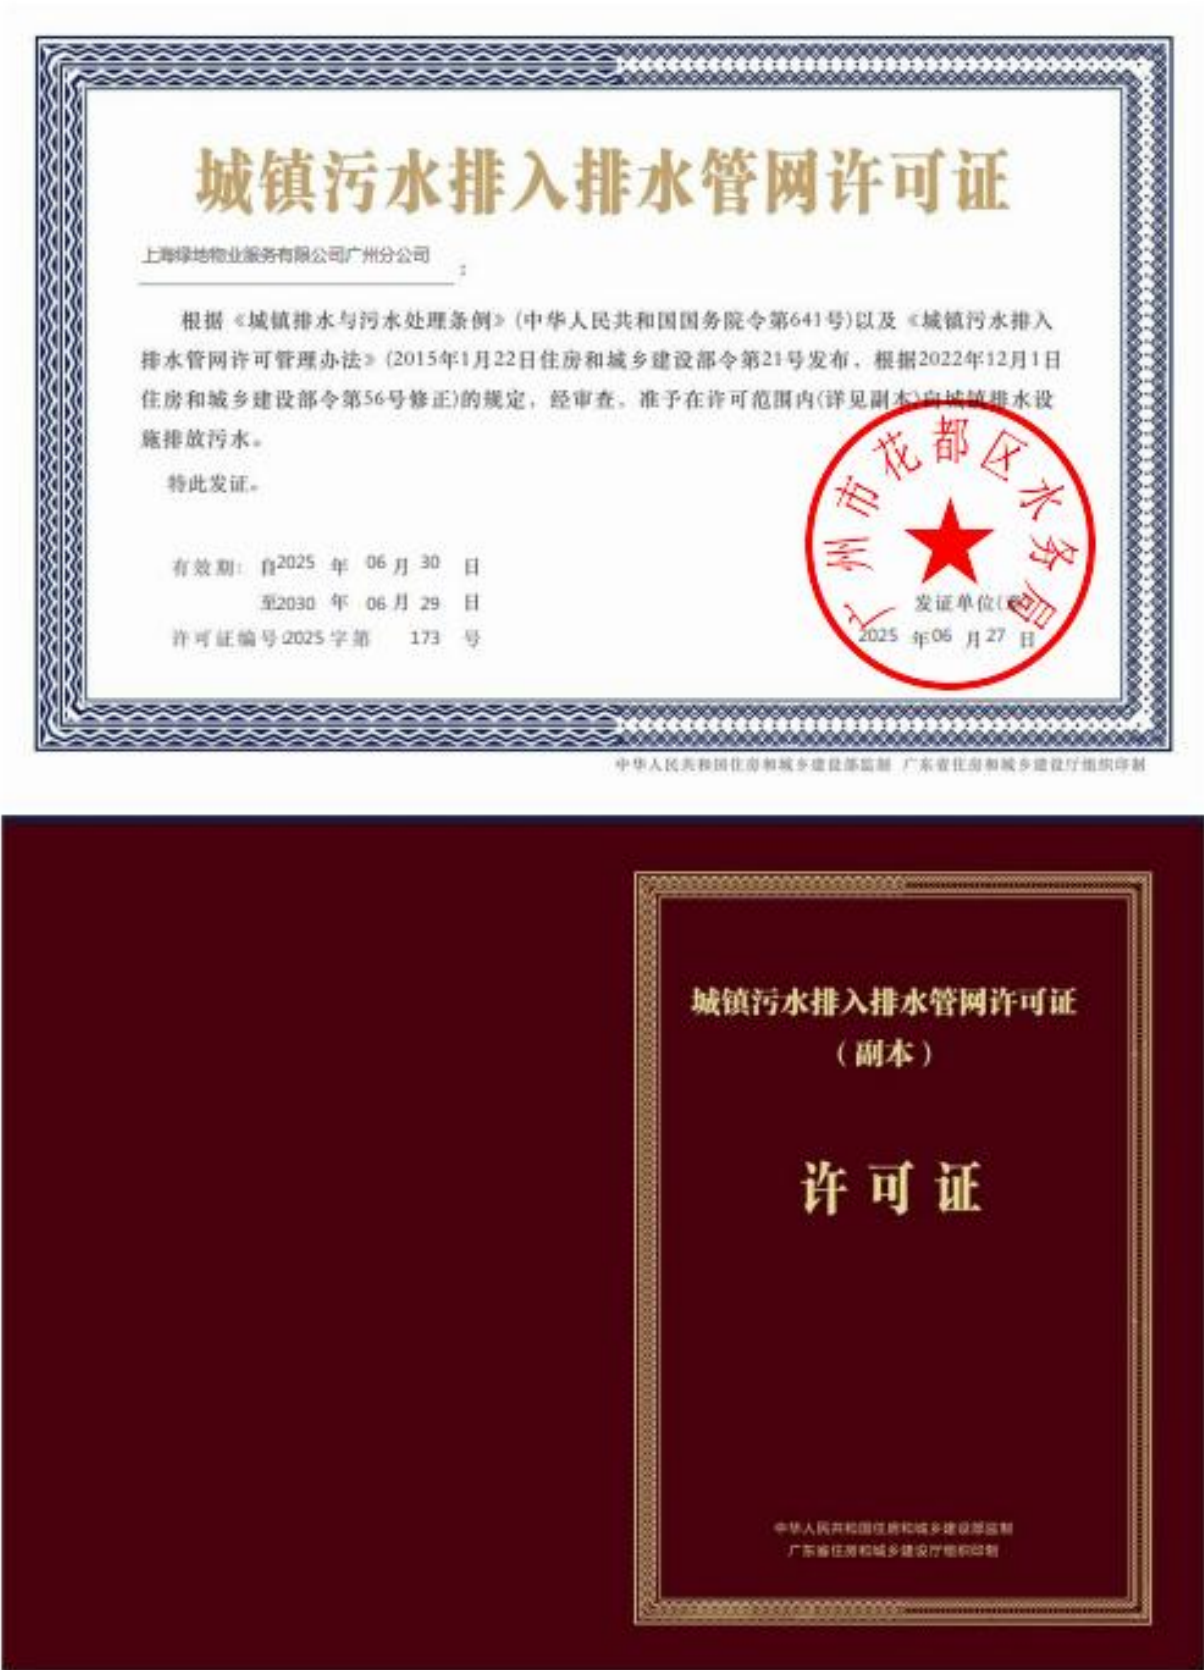 城镇污水排入排水管网许可证
上海绿地物业服务有限公司广州分公司 :
根据《城镇排水与污水处理条例》(中华人民共和国国务院令第641号)以及《城镇污水排入
排水管网许可管理办法》(2015年1月22日住房和城乡建设部令第21号发布，根据2022年12月1日
住房和城乡建设部令第56号修正)的规定，经审查，准予在许可范围内(详见副本)向城镇排水设
施排放污水。
特此发证。
广州市花都区水务局
有效期: 自2025 年 06 月 30 日
至2030 年 06 月 29 日
发证单位(
许可证编号:2025 字第 173 号
2025 年 06 月 27 日
中华人民共和国住房和城乡建设部监制 广东省住房和城乡建设厅组织印制
城镇污水排入排水管网许可证
(副本)
许可证
中华人民共和国住房和城乡建设部监制
广东省住房和城乡建设厅组织印制